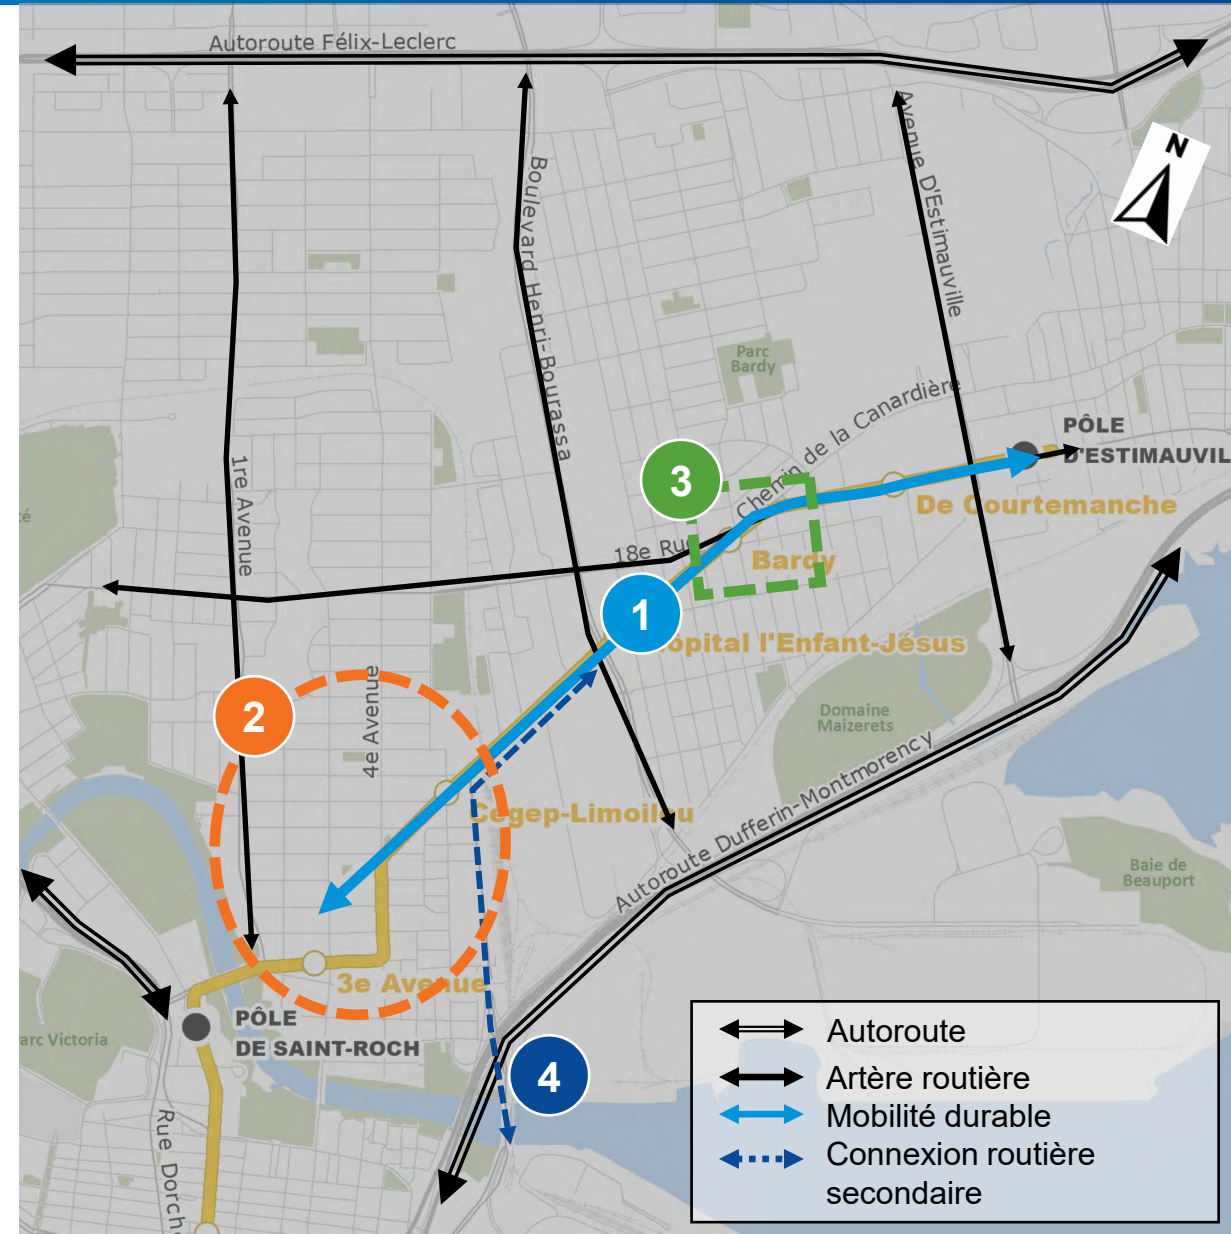 Autoroute Félix-Leclerc
N
Avenue D'Estimauville
Boulevard Henri-Bourassa
Parc
Bardy
Chemin de la Canardière
PÔLE
D'ESTIMAUVIL
3
1re Avenue
De Courtemanche
18e Rue
Bardy
1
ôpital l'Enfant-Jésus
4e Avenue
2
Domaine
Maizerets
Cégep-Limoilou
Autoroute Dufferin-Montmorency
Baie de
Beauport
3e Avenue
PÔLE
DE SAINT-ROCH
arc Victoria
4
Rue Dorch
Autoroute
Artère routière
Mobilité durable
Connexion routière
secondaire